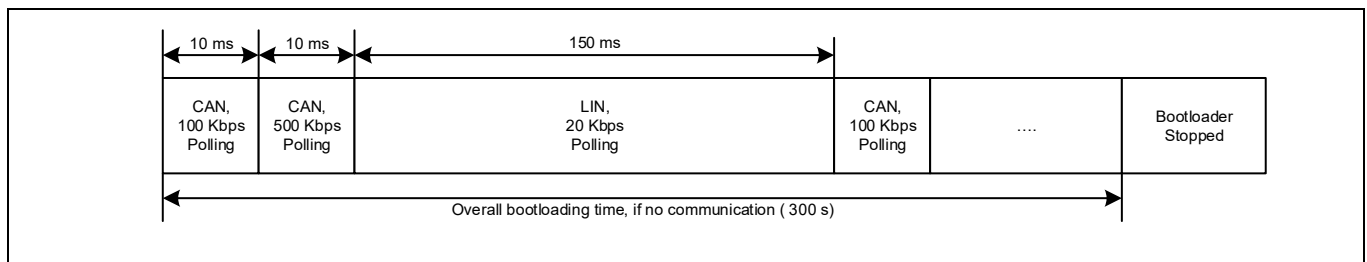 10 ms
10 ms
150 ms
CAN,
100 Kbps
Polling
CAN,
500 Kbps
Polling
LIN,
20 Kbps
Polling
CAN,
100 Kbps
Polling
....
Bootloader
Stopped
Overall bootloading time, if no communication ( 300 s)